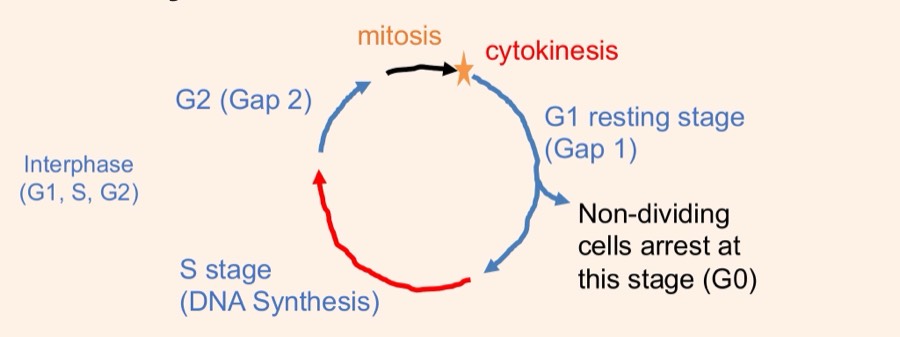 mitosis
cytokinesis
G2 (Gap 2)
G1 resting stage
(Gap 1)
Interphase
(G1, S, G2)
Non-dividing
cells arrest at
this stage (G0)
S stage
(DNA Synthesis)